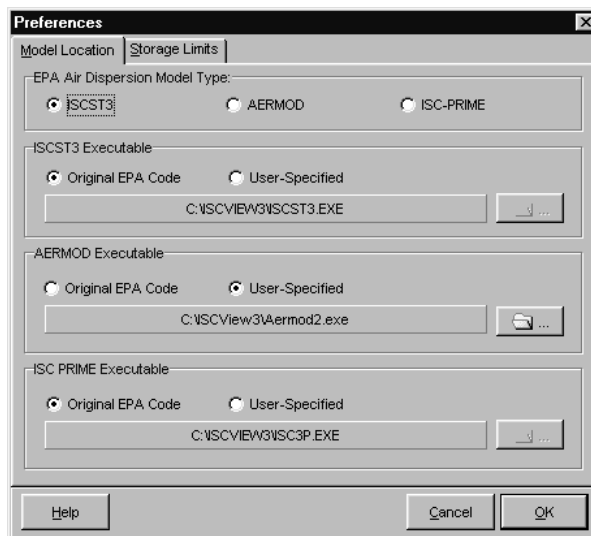 Preferences
Model Location Storage Limits
EPA Air Dispersion Model Type:
ISCST3 AERMOD ISC-PRIME
ISCST3 Executable
Original EPA Code User-Specified
C:\ISCVIEW3\ISCST3.EXE ...
AERMOD Executable
Original EPA Code User-Specified
C:\ISCView3\Aermod2.exe ...
ISC PRIME Executable
Original EPA Code User-Specified
C:\ISCVIEW3\ISC3P.EXE ...
Help Cancel OK